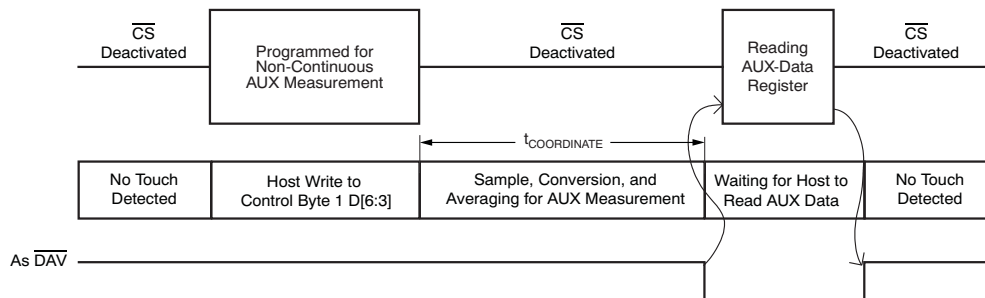 CS
Deactivated
Programmed for
Non-Continuous
AUX Measurement
CS
Deactivated
Reading
AUX-Data
Register
CS
Deactivated
tCOORDINATE
No Touch
Detected
Host Write to
Control Byte 1 D[6:3]
Sample, Conversion, and
Averaging for AUX Measurement
Waiting for Host to
Read AUX Data
No Touch
Detected
As DAV